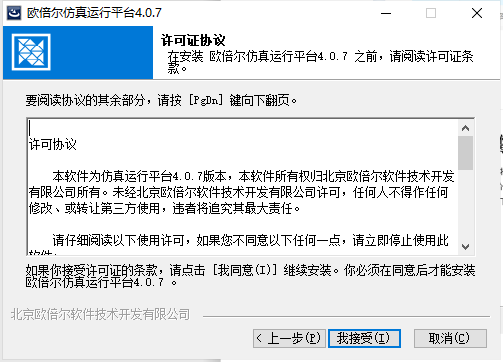 欧倍尔仿真运行平台4.0.7
许可证协议
在安装 欧倍尔仿真运行平台4.0.7 之前，请阅读许可证条
款。
要阅读协议的其余部分，请按 [PgDn] 键向下翻页。
许可协议
本软件为仿真运行平台4.0.7版本，本软件所有权归北京欧倍尔软件技术开发有
限公司所有。未经北京欧倍尔软件技术开发有限公司许可，任何人不得作任何
修改、或转让第三方使用，违者将追究其最大责任。
请仔细阅读以下使用许可，如果您不同意以下任何一点，请立即停止使用此
软件：
如果你接受许可证的条款，请点击 [我同意(I)] 继续安装。你必须在同意后才能安装
欧倍尔仿真运行平台4.0.7 。
北京欧倍尔软件技术开发有限公司
< 上一步(P)
我接受(I)
取消(C)